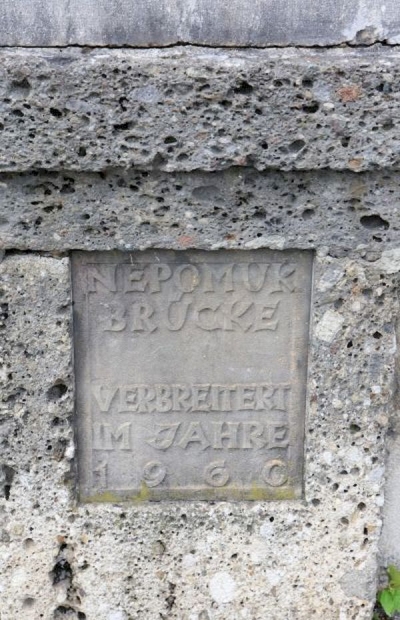 NEPOMUK
BRÜCKE
VERBREITERT
IM JAHRE
1960